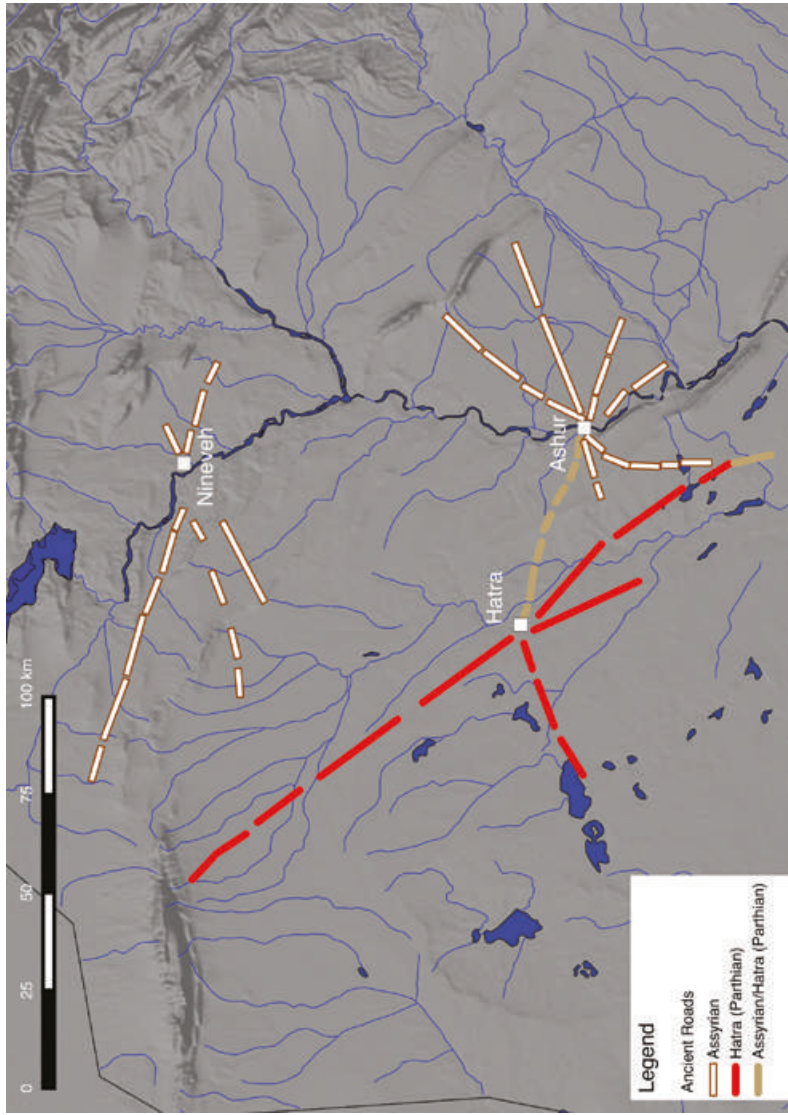 0 25 50 75 100 km
Nineveh
Hatra
Ashur
Legend
Ancient Roads
Assyrian
Hatra (Parthian)
Assyrian/Hatra (Parthian)